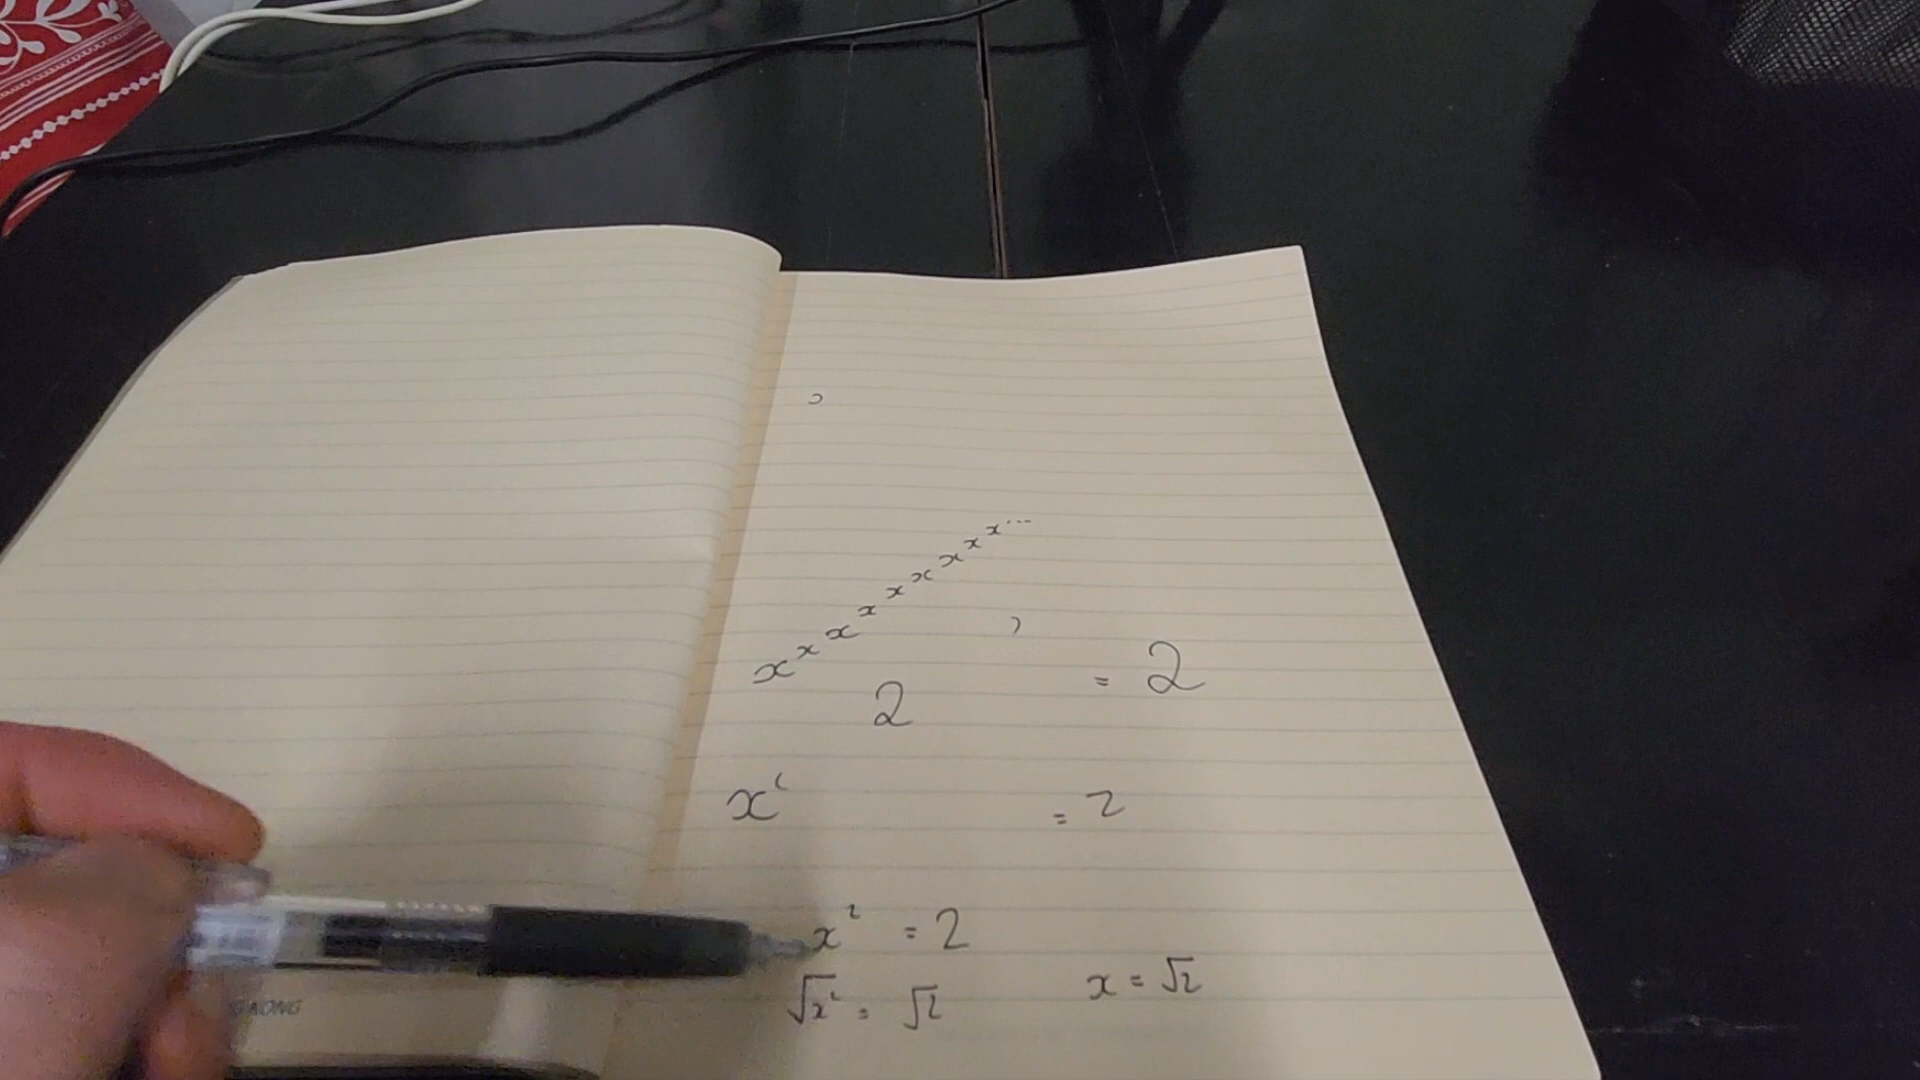 x^x^x^x^x^x^x^x^x^... = 2
2
x^2 = 2
x^2 = 2
√x^2 = √2 x = √2